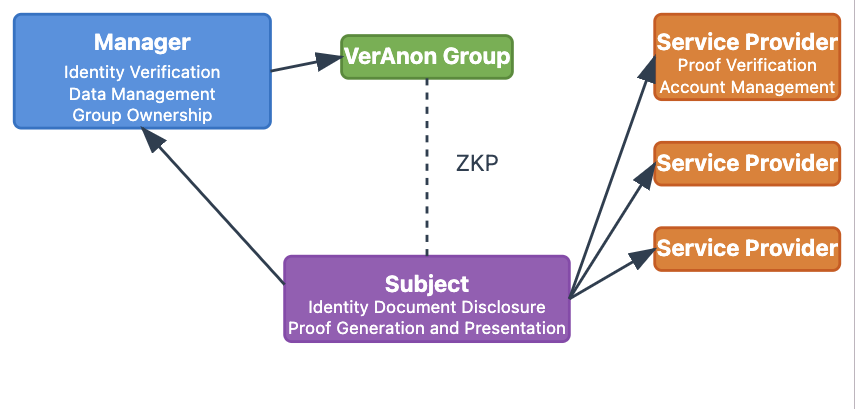 Manager
Identity Verification
Data Management
Group Ownership
VerAnon Group
Service Provider
Proof Verification
Account Management
ZKP
Service Provider
Service Provider
Subject
Identity Document Disclosure
Proof Generation and Presentation